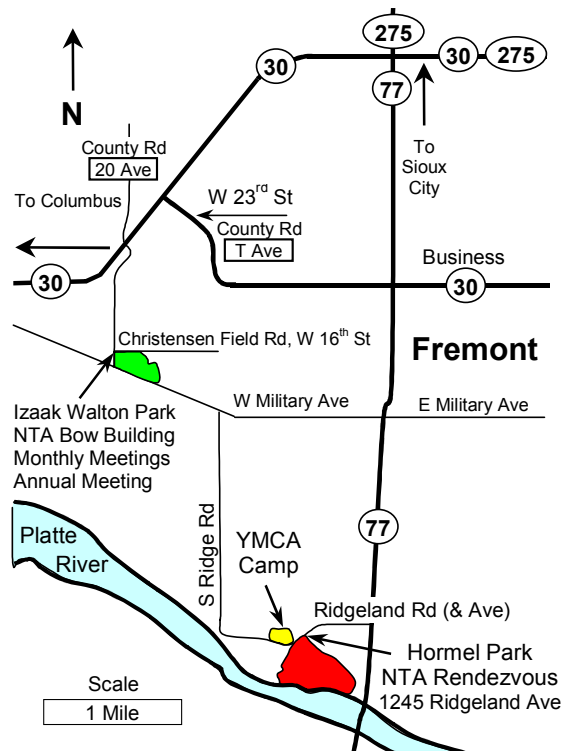 275
30
30
275
77
N
To
Sioux
City
County Rd
20 Ave
W 23rd St
To Columbus
County Rd
T Ave
Business
30
30
Christensen Field Rd, W 16th St
Fremont
Izaak Walton Park
NTA Bow Building
Monthly Meetings
Annual Meeting
W Military Ave
E Military Ave
77
Platte
River
S Ridge Rd
YMCA
Camp
Ridgeland Rd (& Ave)
Hormel Park
NTA Rendezvous
1245 Ridgeland Ave
Scale
1 Mile